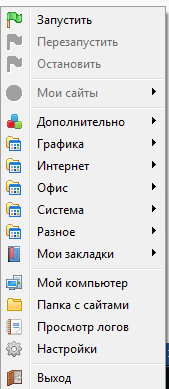 Запустить
Перезапустить
Остановить
Мои сайты
Дополнительно
Графика
Интернет
Офис
Система
Разное
Мои закладки
Мой компьютер
Папка с сайтами
Просмотр логов
Настройки
Выход